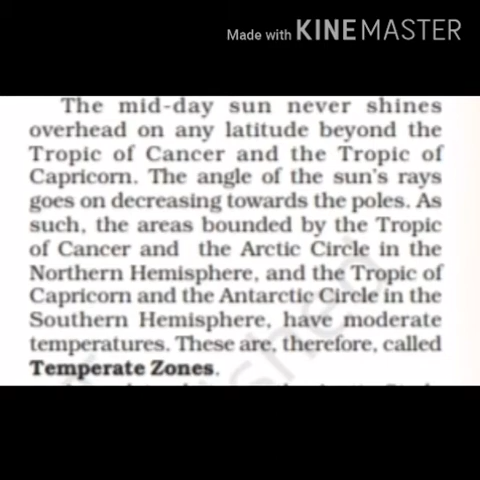 Made with KINEMASTER
The mid-day sun never shines
overhead on any latitude beyond the
Tropic of Cancer and the Tropic of
Capricorn. The angle of the sun's rays
goes on decreasing towards the poles. As
such, the areas bounded by the Tropic
of Cancer and the Arctic Circle in the
Northern Hemisphere, and the Tropic of
Capricorn and the Antarctic Circle in the
Southern Hemisphere, have moderate
temperatures. These are, therefore, called
Temperate Zones.